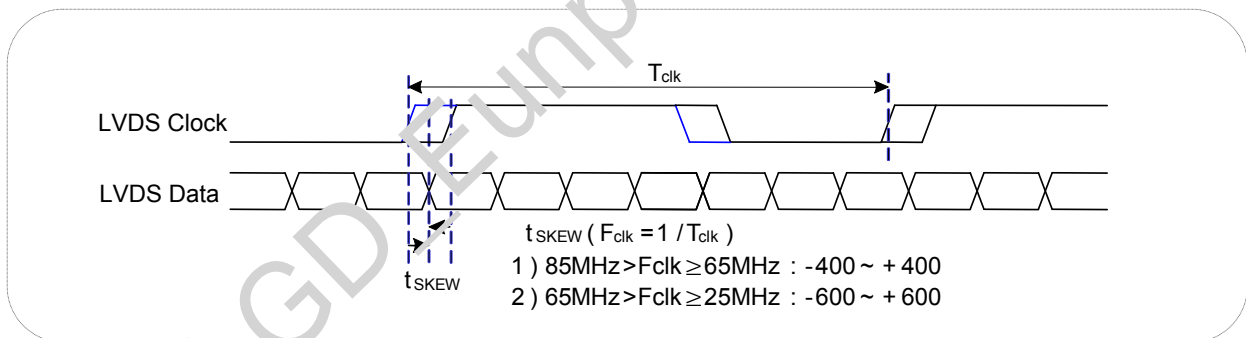 GD_Eunp
Tclk
LVDS Clock
LVDS Data
tSKEW
tSKEW ( Fclk = 1 / Tclk )
1 ) 85MHz>Fclk≥65MHz : -400 ~ +400
2 ) 65MHz>Fclk≥25MHz : -600 ~ +600